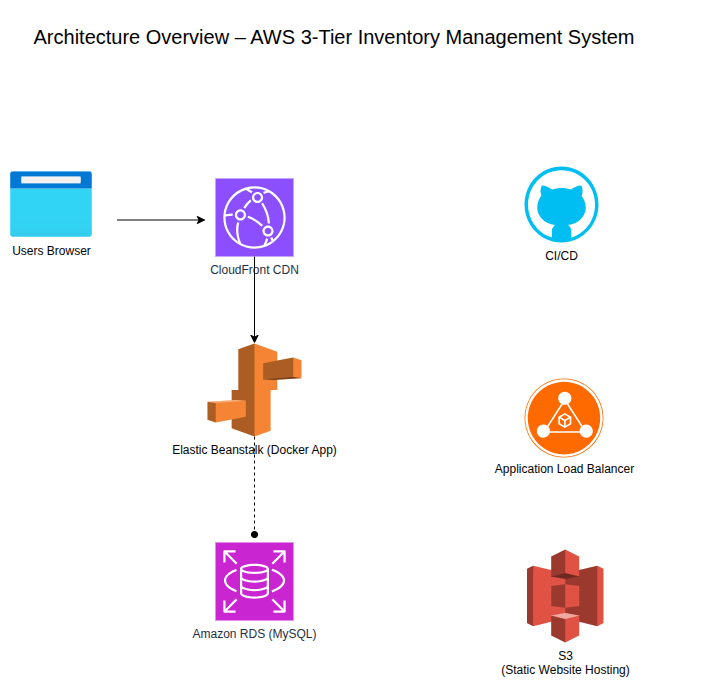 Architecture Overview – AWS 3-Tier Inventory Management System
Users Browser
CloudFront CDN
CI/CD
Elastic Beanstalk (Docker App)
Application Load Balancer
Amazon RDS (MySQL)
S3
(Static Website Hosting)